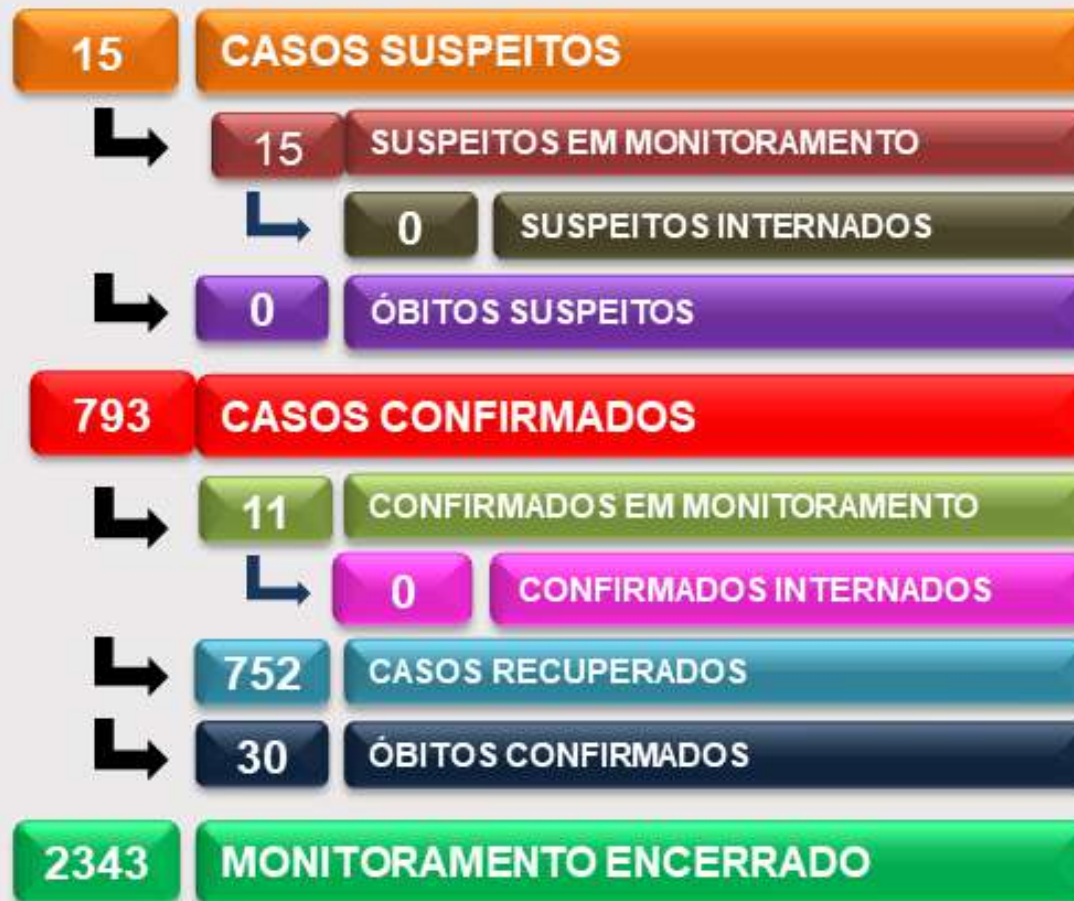 15 CASOS SUSPEITOS
15 SUSPEITOS EM MONITORAMENTO
0 SUSPEITOS INTERNADOS
0 ÓBITOS SUSPEITOS
793 CASOS CONFIRMADOS
11 CONFIRMADOS EM MONITORAMENTO
0 CONFIRMADOS INTERNADOS
752 CASOS RECUPERADOS
30 ÓBITOS CONFIRMADOS
2343 MONITORAMENTO ENCERRADO